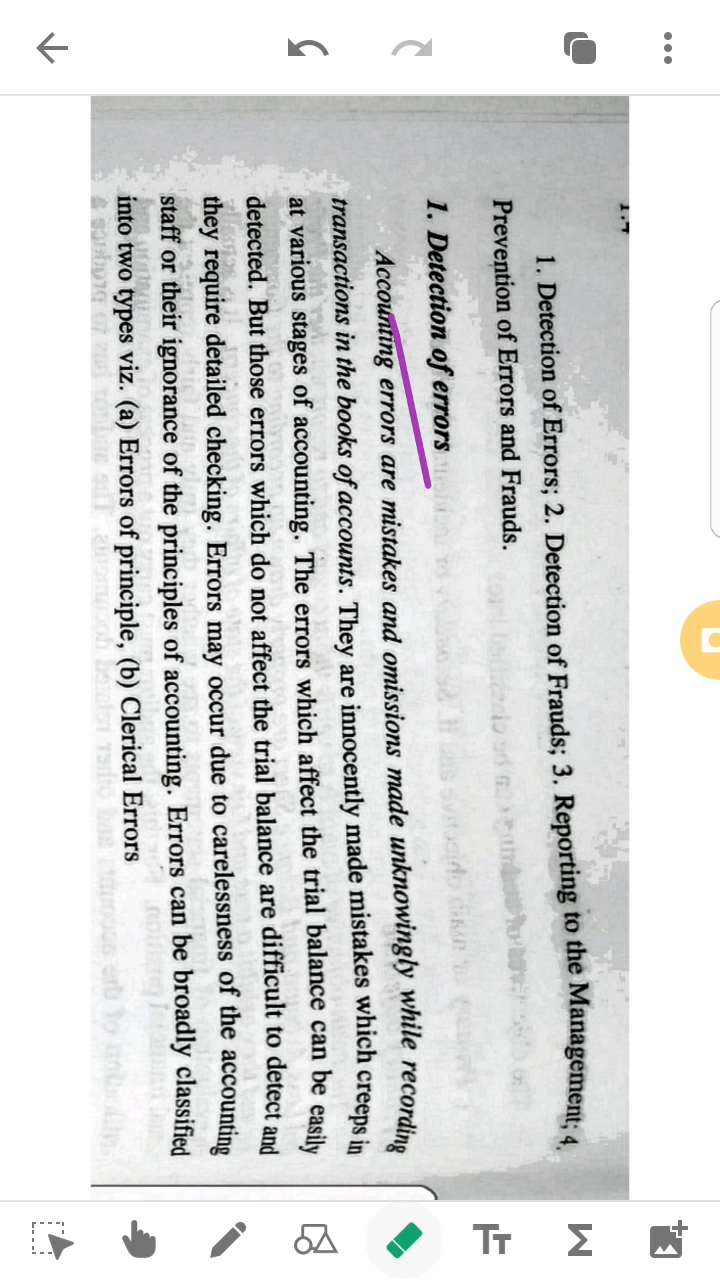 1. Detection of Errors; 2. Detection of Frauds; 3. Reporting to the Management; 4.
Prevention of Errors and Frauds.
1. Detection of errors
Accounting errors are mistakes and omissions made unknowingly while recording
transactions in the books of accounts. They are innocently made mistakes which creeps in
at various stages of accounting. The errors which affect the trial balance can be easily
detected. But those errors which do not affect the trial balance are difficult to detect and
they require detailed checking. Errors may occur due to carelessness of the accounting
staff or their ignorance of the principles of accounting. Errors can be broadly classified
into two types viz. (a) Errors of principle, (b) Clerical Errors
Tт
Σ